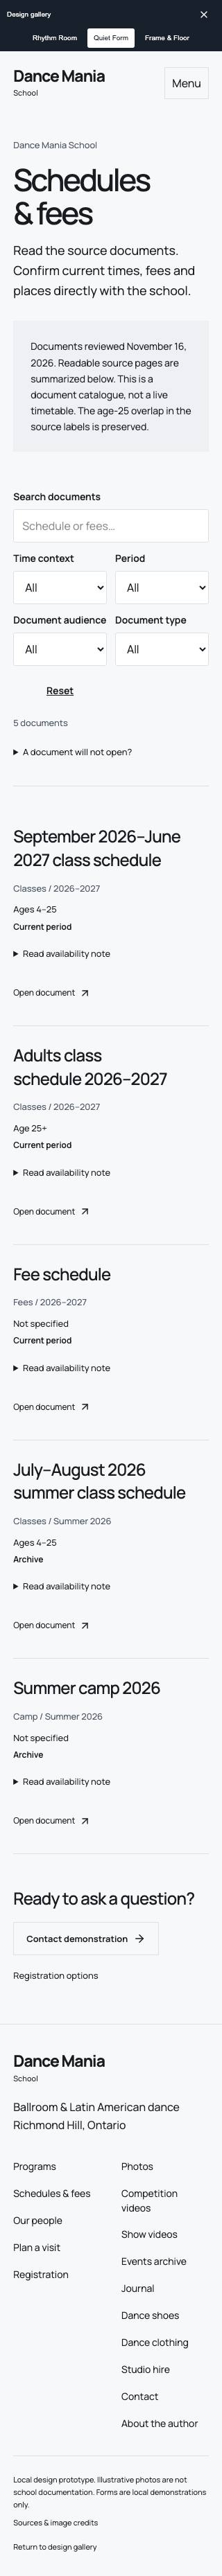 Design gallery
Rhythm Room
Quiet Form
Frame & Floor
Dance Mania
School
Menu
Dance Mania School
Schedules
& fees
Read the source documents.
Confirm current times, fees and
places directly with the school.
Documents reviewed November 16,
2026. Readable source pages are
summarized below. This is a
document catalogue, not a live
timetable. The age-25 overlap in the
source labels is preserved.
Search documents
Schedule or fees...
Time context
Period
All
All
Document audience
Document type
All
All
Reset
5 documents
A document will not open?
September 2026–June
2027 class schedule
Classes / 2026–2027
Ages 4–25
Current period
Read availability note
Open document
Adults class
schedule 2026–2027
Classes / 2026–2027
Age 25+
Current period
Read availability note
Open document
Fee schedule
Fees / 2026–2027
Not specified
Current period
Read availability note
Open document
July–August 2026
summer class schedule
Classes / Summer 2026
Ages 4–25
Archive
Read availability note
Open document
Summer camp 2026
Camp / Summer 2026
Not specified
Archive
Read availability note
Open document
Ready to ask a question?
Contact demonstration
Registration options
Dance Mania
School
Ballroom & Latin American dance
Richmond Hill, Ontario
Programs
Schedules & fees
Our people
Plan a visit
Registration
Photos
Competition
videos
Show videos
Events archive
Journal
Dance shoes
Dance clothing
Studio hire
Contact
About the author
Local design prototype. Illustrative photos are not
school documentation. Forms are local demonstrations
only.
Sources & image credits
Return to design gallery